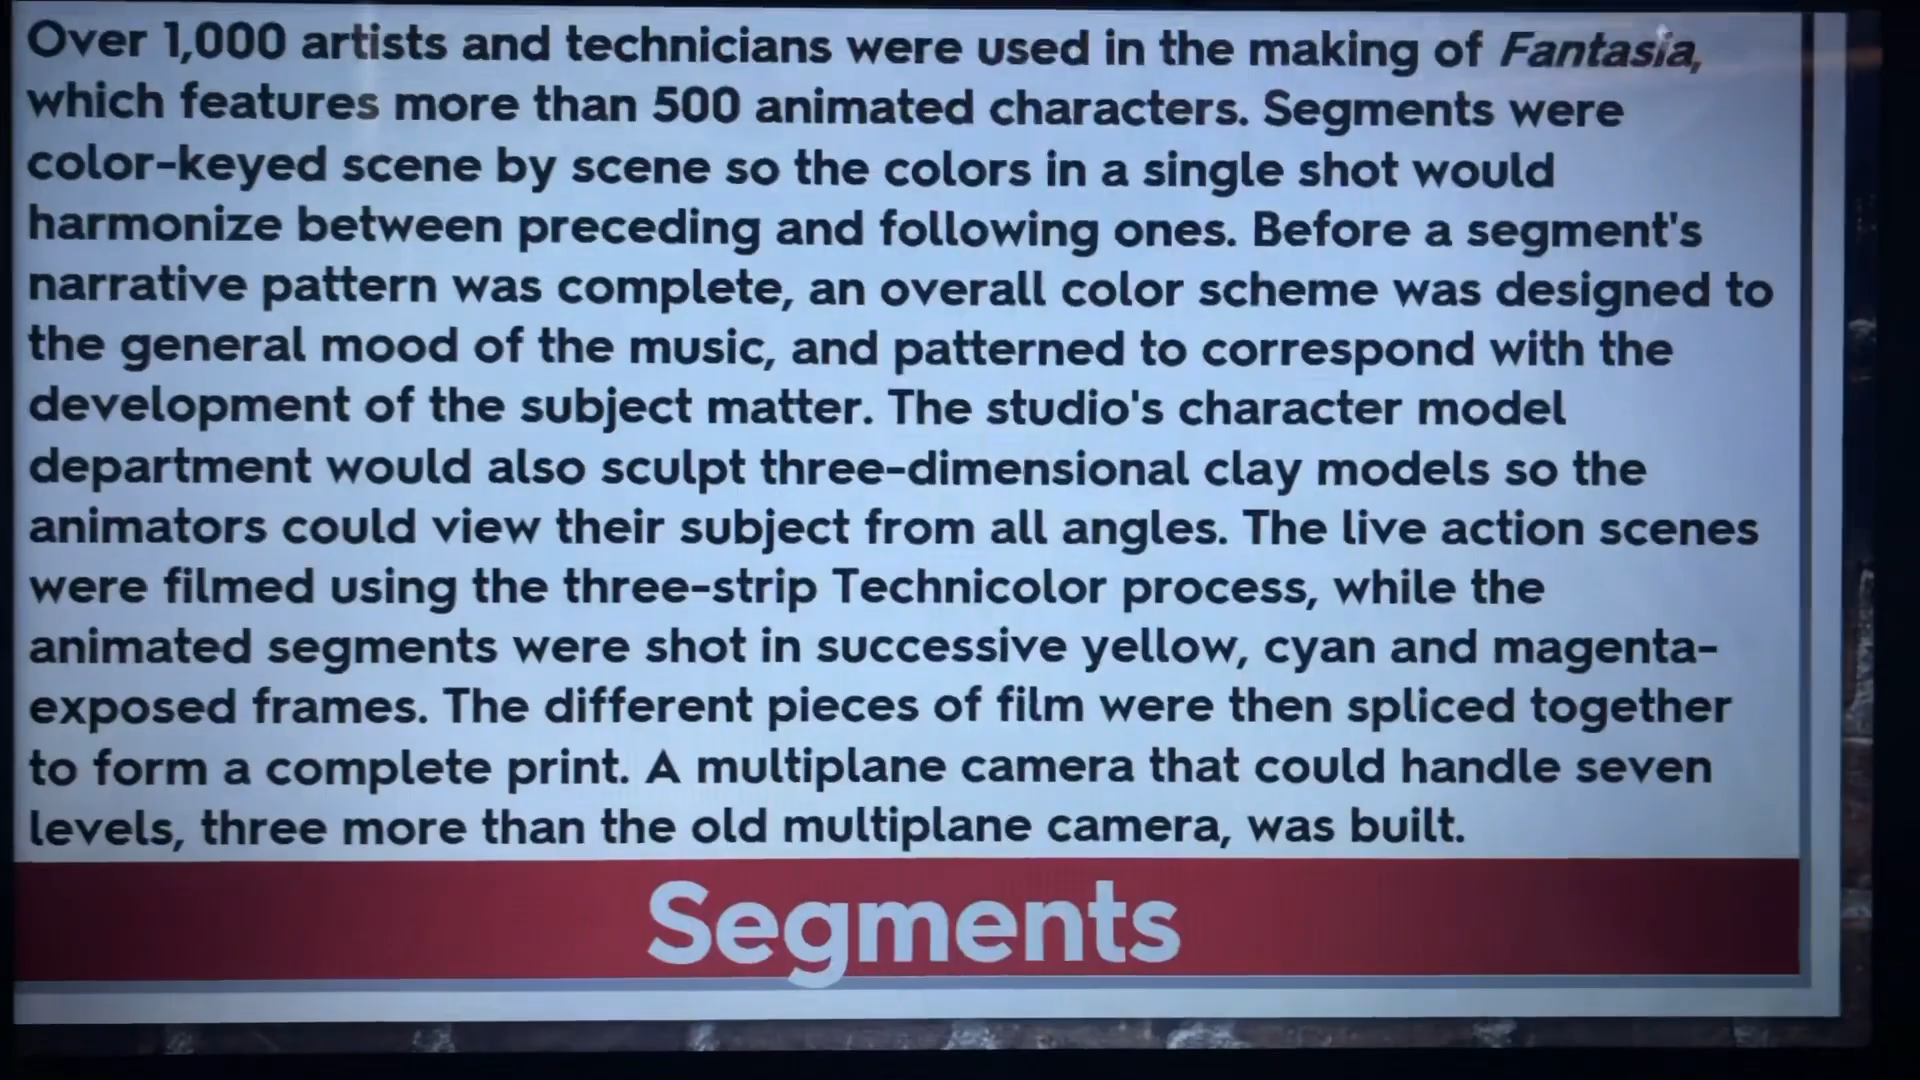 Over 1,000 artists and technicians were used in the making of Fantasia,
which features more than 500 animated characters. Segments were
color-keyed scene by scene so the colors in a single shot would
harmonize between preceding and following ones. Before a segment's
narrative pattern was complete, an overall color scheme was designed to
the general mood of the music, and patterned to correspond with the
development of the subject matter. The studio's character model
department would also sculpt three-dimensional clay models so the
animators could view their subject from all angles. The live action scenes
were filmed using the three-strip Technicolor process, while the
animated segments were shot in successive yellow, cyan and magenta-
exposed frames. The different pieces of film were then spliced together
to form a complete print. A multiplane camera that could handle seven
levels, three more than the old multiplane camera, was built.
Segments